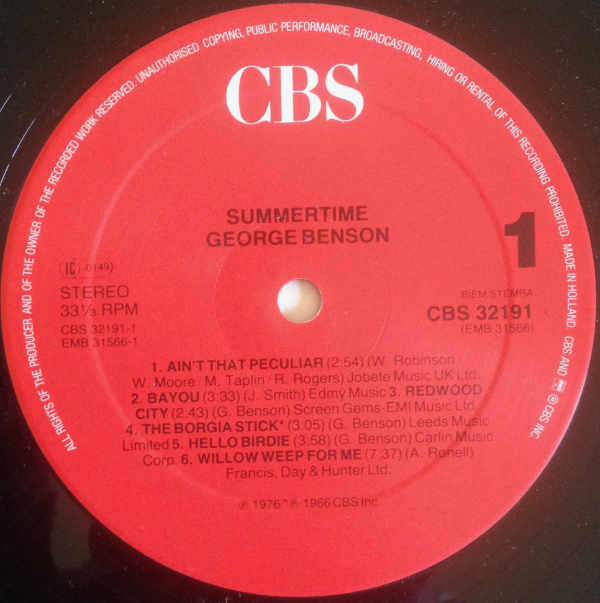 ALL RIGHTS OF THE PRODUCER AND OF THE OWNER OF THE RECORDED WORK RESERVED. UNAUTHORISED COPYING, PUBLIC PERFORMANCE, BROADCASTING, HIRING OR RENTAL OF THIS RECORDING PROHIBITED. MADE IN HOLLAND. CBS AND ℗ CBS INC.
CBS
SUMMERTIME
GEORGE BENSON
1
STEREO
33⅓ RPM
CBS 32191-1
EMB 31566-1
BIEM STEMRA
CBS 32191
(EMB 31566)
1. AIN'T THAT PECULIAR (2:54) (W. Robinson
W. Moore/M. Taplin/R. Rogers) Jobete Music UK Ltd.
2. BAYOU (3:33) (J. Smith) Edmy Music 3. REDWOOD
CITY (2:43) (G. Benson) Screen Gems-EMI Music Ltd.
4. THE BORGIA STICK* (3:05) (G. Benson) Leeds Music
Limited 5. HELLO BIRDIE (3:58) (G. Benson) Carlin Music
Corp. 6. WILLOW WEEP FOR ME (7:37) (A. Ronell)
Francis, Day & Hunter Ltd.
℗ 1976 *℗ 1966 CBS Inc.